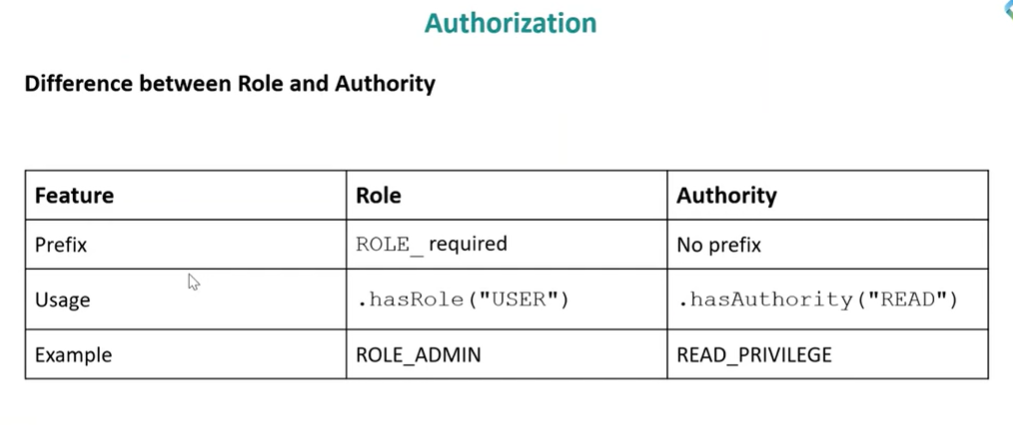 Authorization
Difference between Role and Authority
Feature Role Authority
Prefix ROLE_ required No prefix
Usage .hasRole("USER") .hasAuthority("READ")
Example ROLE_ADMIN READ_PRIVILEGE